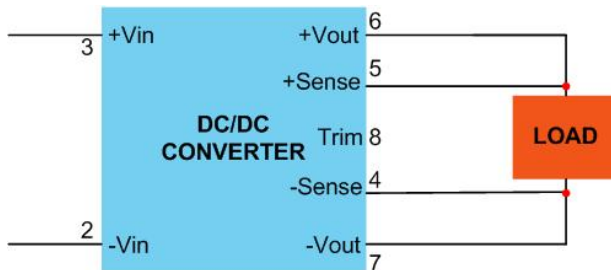 6
3 +Vin +Vout
5
+Sense
DC/DC
CONVERTER
Trim 8
LOAD
4
-Sense
2
-Vin -Vout
7